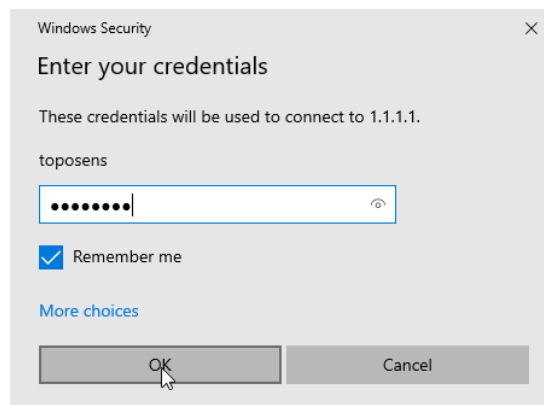 Windows Security
Enter your credentials
These credentials will be used to connect to 1.1.1.1.
toposens
••••••••
Remember me
More choices
OK
Cancel